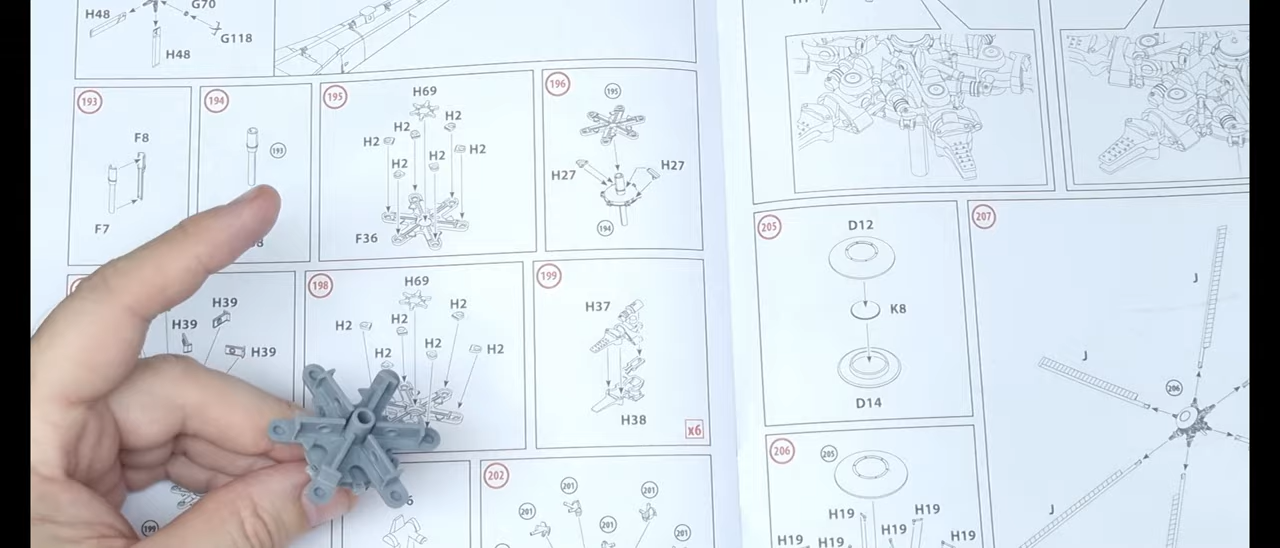 H48
G70
G118
H48
193
F8
F7
194
193
195
H69
H2
H2
H2
H2
H2
H2
F36
196
195
H27
H27
194
H39
H39
H39
198
H69
H2
H2
H2
H2
H2
H2
199
H37
H38
x6
199
202
201
201
201
201
201
205
D12
K8
D14
207
J
J
206
J
206
205
H19
H19
H19
H19
H19
H19